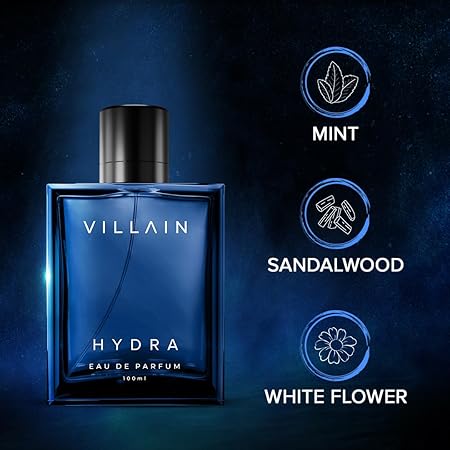 VILLAIN
HYDRA
EAU DE PARFUM
100ml
MINT
SANDALWOOD
WHITE FLOWER